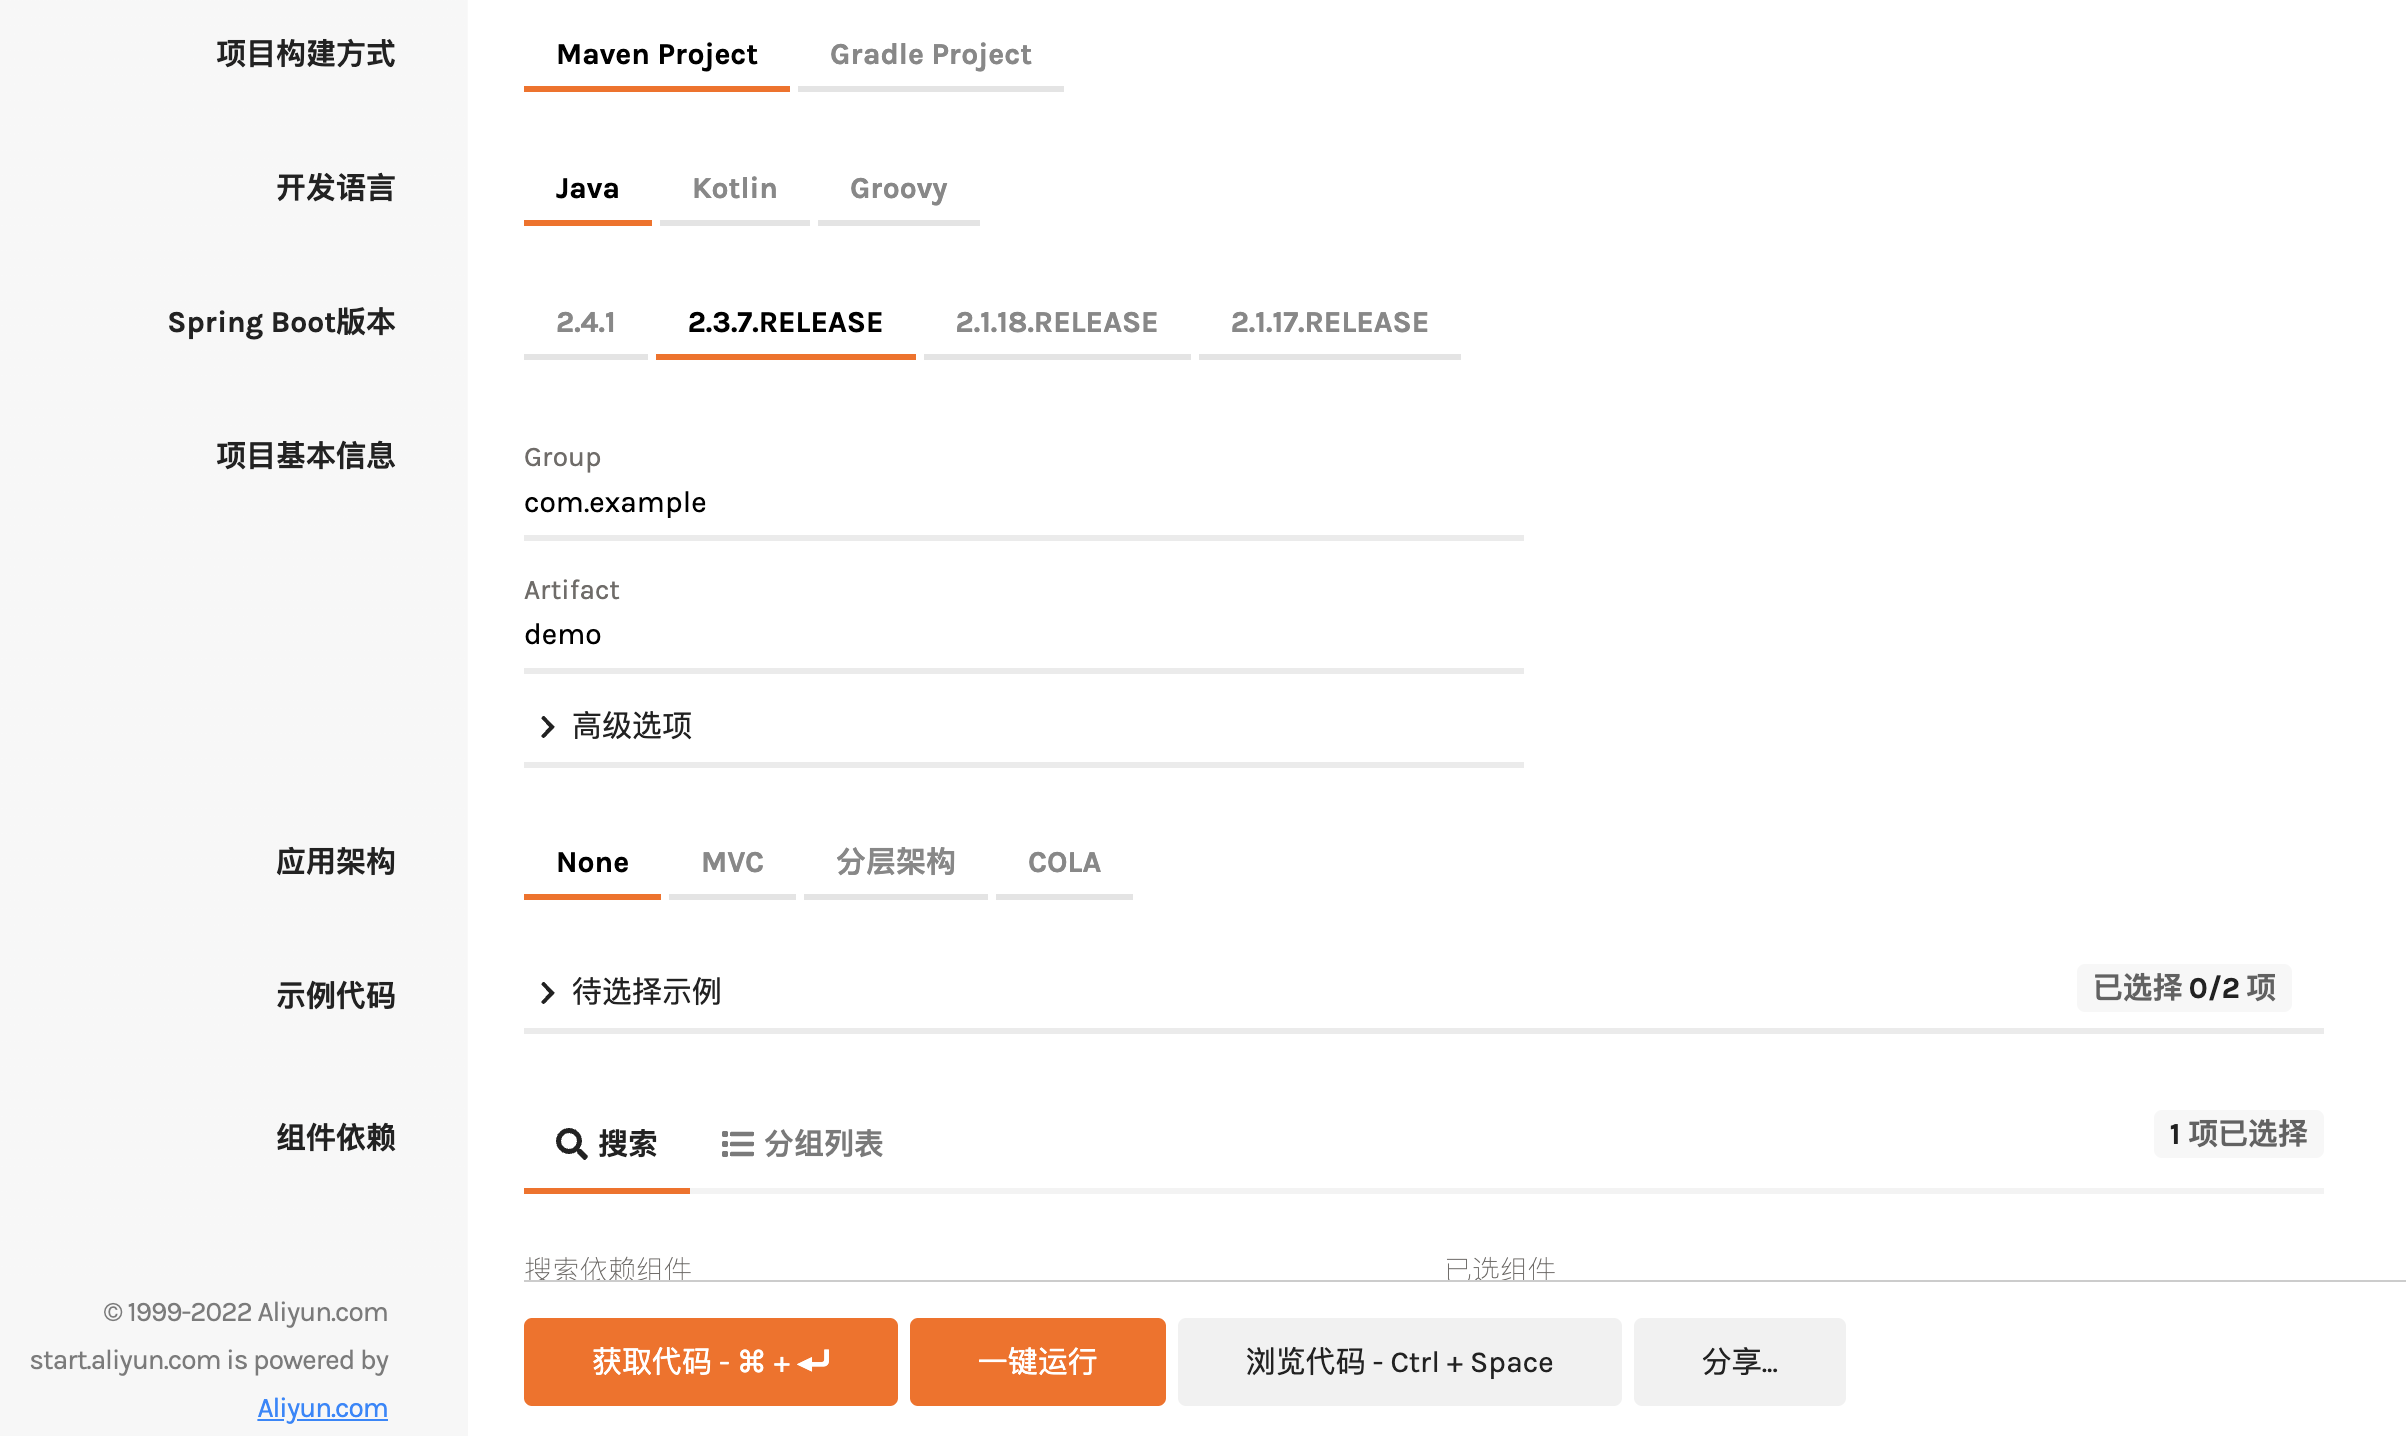 项目构建方式
Maven Project Gradle Project
开发语言
Java Kotlin Groovy
Spring Boot版本
2.4.1 2.3.7.RELEASE 2.1.18.RELEASE 2.1.17.RELEASE
项目基本信息
Group
com.example
Artifact
demo
高级选项
应用架构
None MVC 分层架构 COLA
示例代码
待选择示例 已选择 0/2 项
组件依赖
搜索 分组列表 1 项已选择
搜索依赖组件 已选组件
© 1999-2022 Aliyun.com
start.aliyun.com is powered by
Aliyun.com
获取代码 - ⌘ + ↵ 一键运行 浏览代码 - Ctrl + Space 分享...